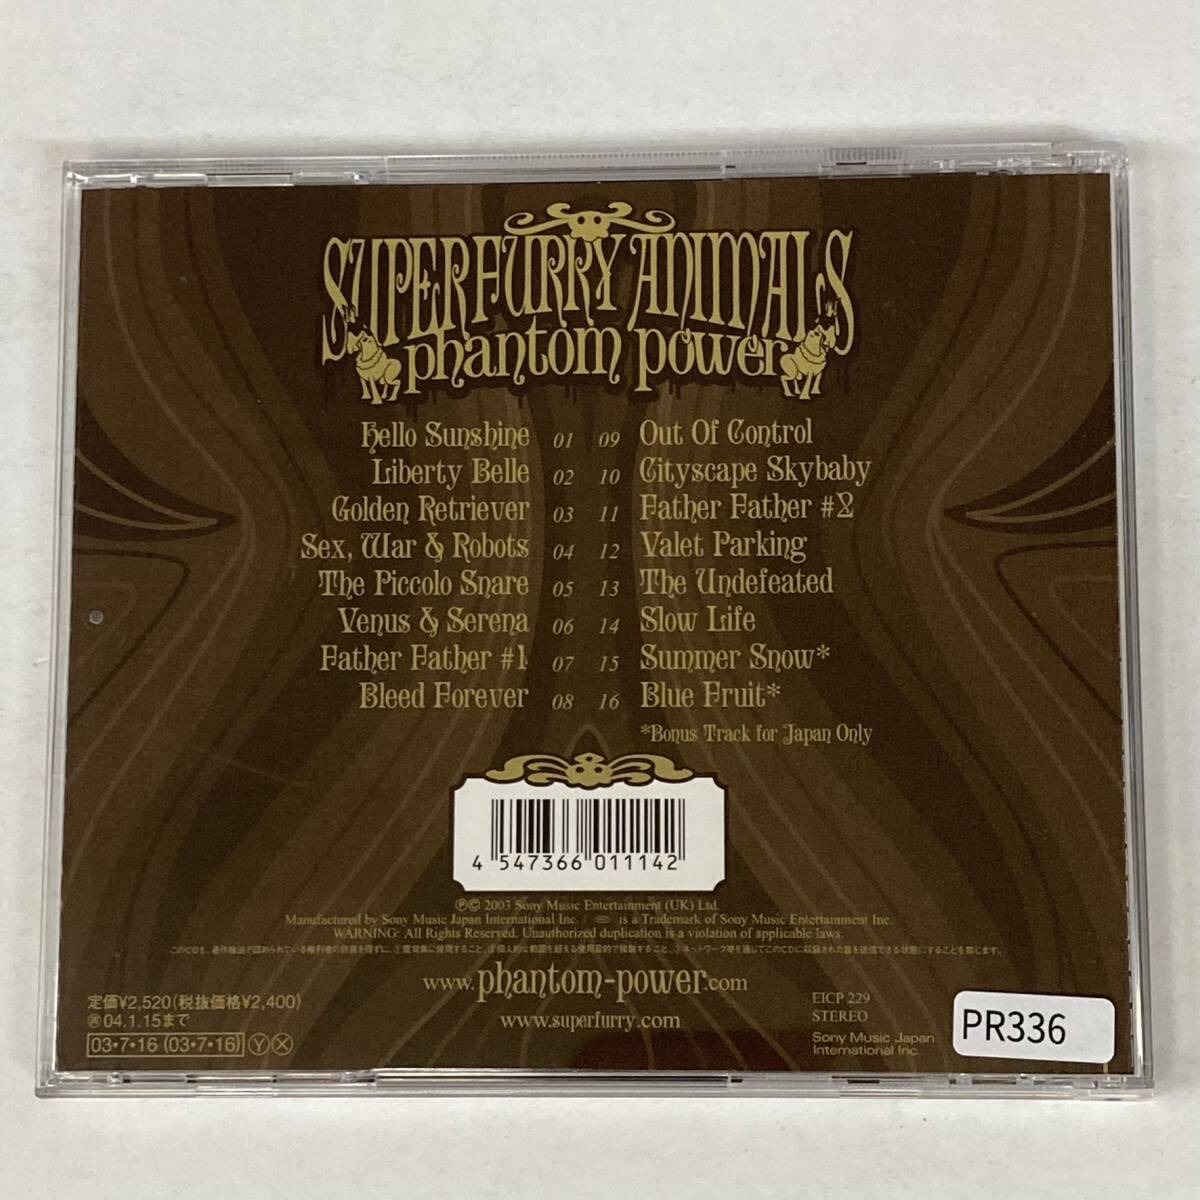 SUPER FURRY ANIMALS
phantom power
Hello Sunshine 01
Liberty Belle 02
Golden Retriever 03
Sex, War & Robots 04
The Piccolo Snare 05
Venus & Serena 06
Father Father #1 07
Bleed Forever 08
09 Out Of Control
10 Cityscape Skybaby
11 Father Father #2
12 Valet Parking
13 The Undefeated
14 Slow Life
15 Summer Snow*
16 Blue Fruit*
*Bonus Track for Japan Only
4 547366 011142
℗© 2003 Sony Music Entertainment (UK) Ltd.
Manufactured by Sony Music Japan International Inc. / is a Trademark of Sony Music Entertainment Inc.
WARNING: All Rights Reserved. Unauthorized duplication is a violation of applicable laws.
www.phantom-power.com
www.superfurry.com
定価¥2,520(税抜価格¥2,400)
04.1.15まで
03・7・16 (03・7・16) Y X
EICP 229
STEREO
Sony Music Japan
International Inc.
PR336